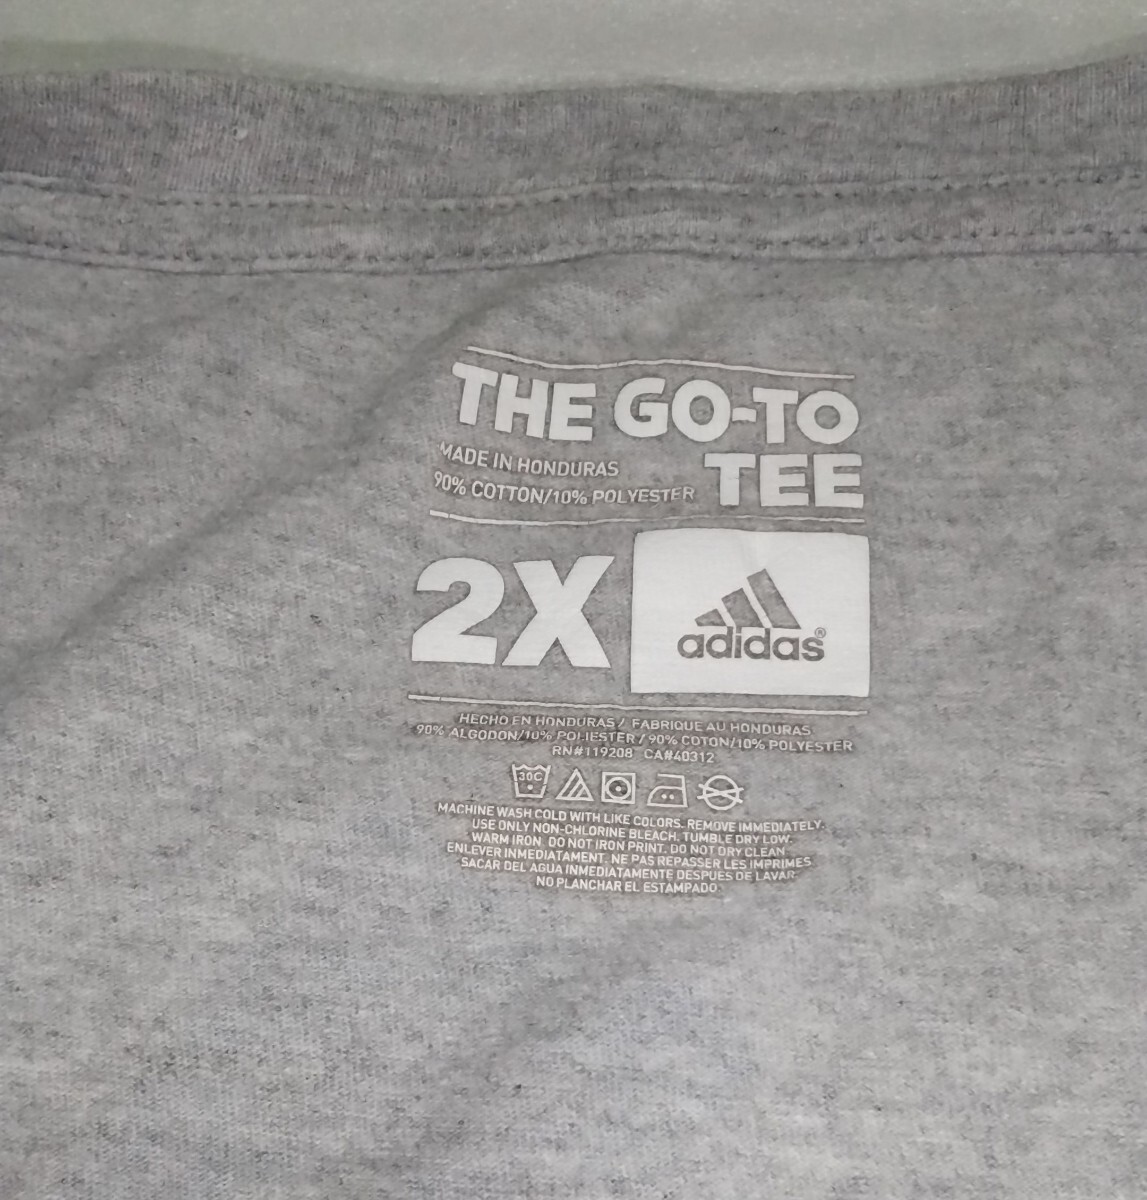 THE GO-TO
TEE
MADE IN HONDURAS
90% COTTON/10% POLYESTER
2X
adidas®
HECHO EN HONDURAS / FABRIQUE AU HONDURAS
90% ALGODON/10% POLIESTER / 90% COTON/10% POLYESTER
RN#119208 CA#40312
30C
MACHINE WASH COLD WITH LIKE COLORS. REMOVE IMMEDIATELY.
USE ONLY NON-CHLORINE BLEACH. TUMBLE DRY LOW.
WARM IRON. DO NOT IRON PRINT. DO NOT DRY CLEAN
ENLEVER INMEDIATAMENT. NE PAS REPASSER LES IMPRIMES
SACAR DEL AGUA INMEDIATAMENTE DESPUES DE LAVAR.
NO PLANCHAR EL ESTAMPADO.